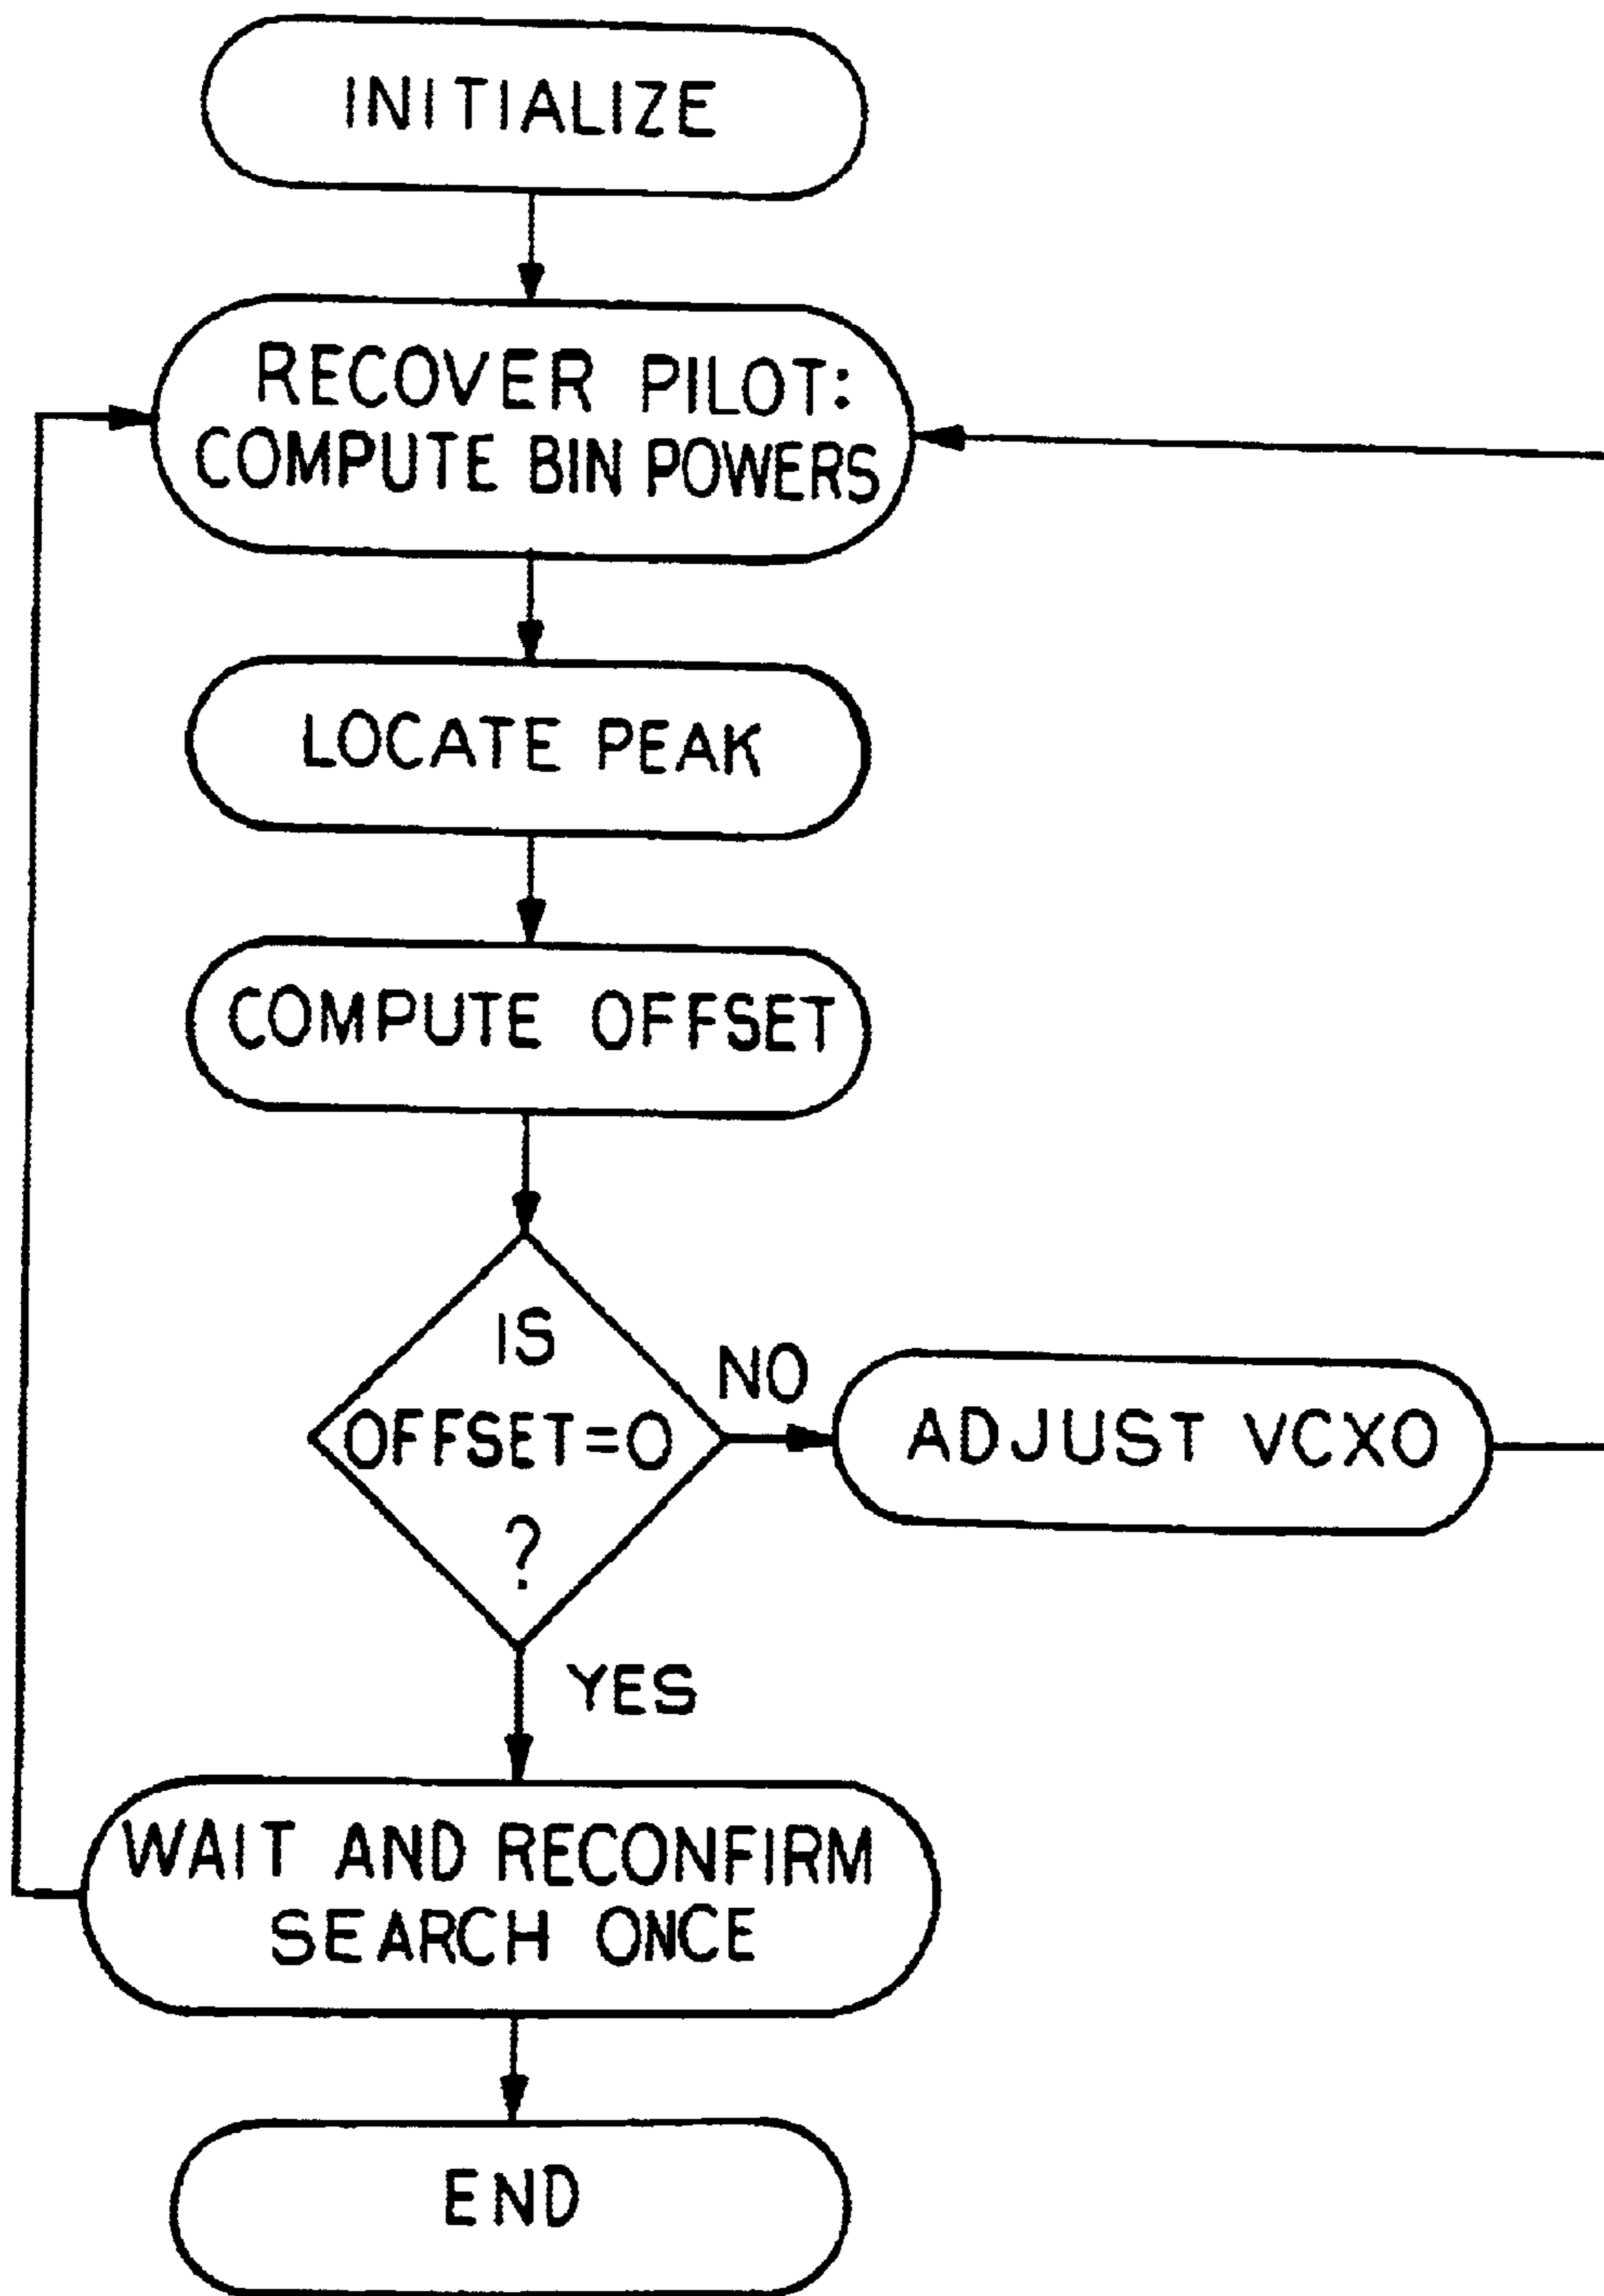 INITIALIZE
RECOVER PILOT:
COMPUTE BIN POWERS
LOCATE PEAK
COMPUTE OFFSET
IS
OFFSET=0
?
NO
ADJUST VCXO
YES
WAIT AND RECONFIRM
SEARCH ONCE
END